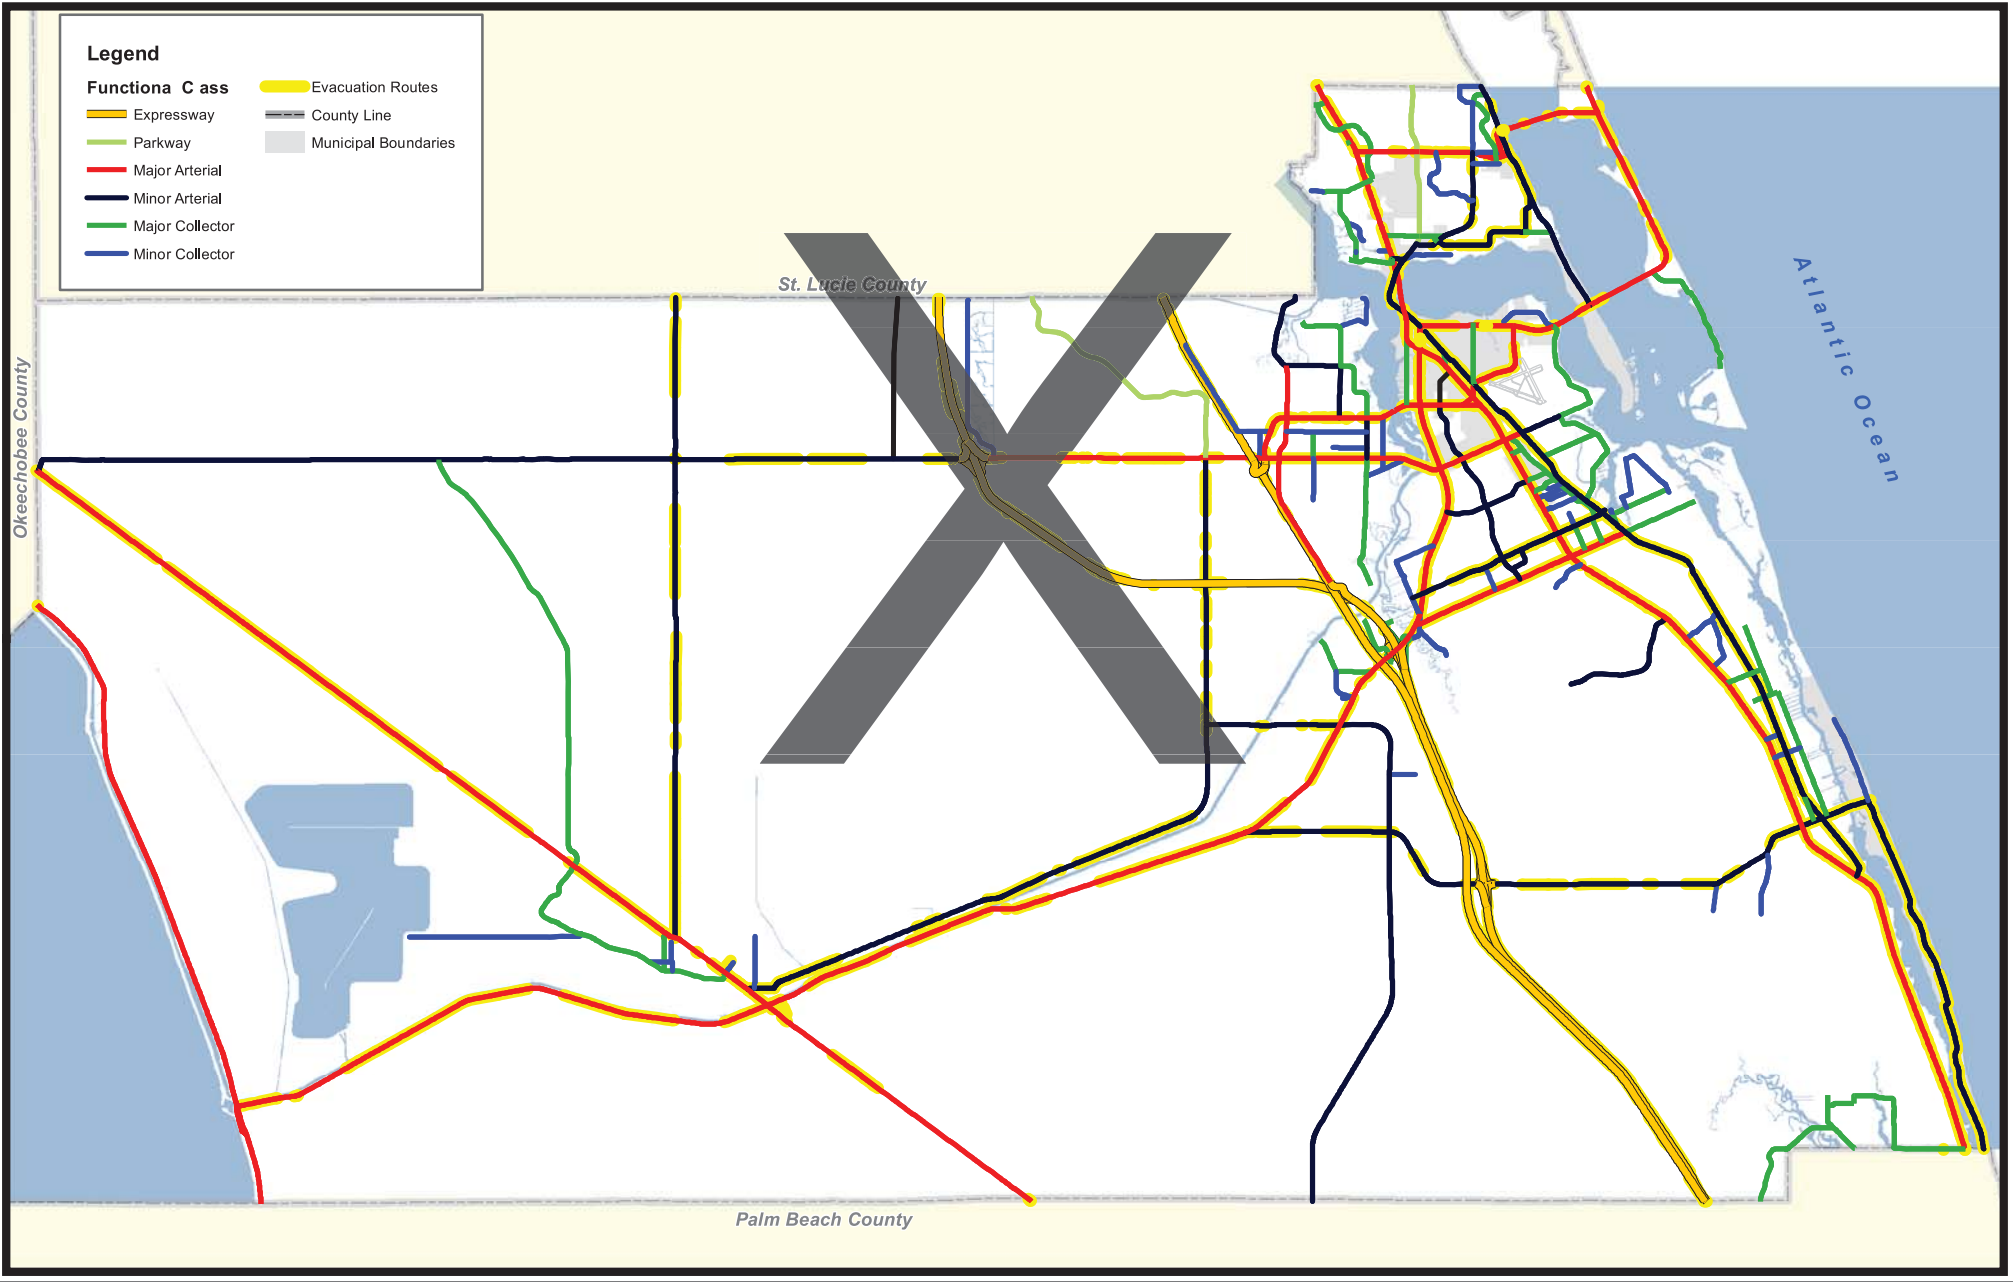 Legend
Functiona C ass
Expressway
Parkway
Major Arterial
Minor Arterial
Major Collector
Minor Collector
Evacuation Routes
County Line
Municipal Boundaries
St. Lucie County
Okeechobee County
Atlantic Ocean
Palm Beach County
X